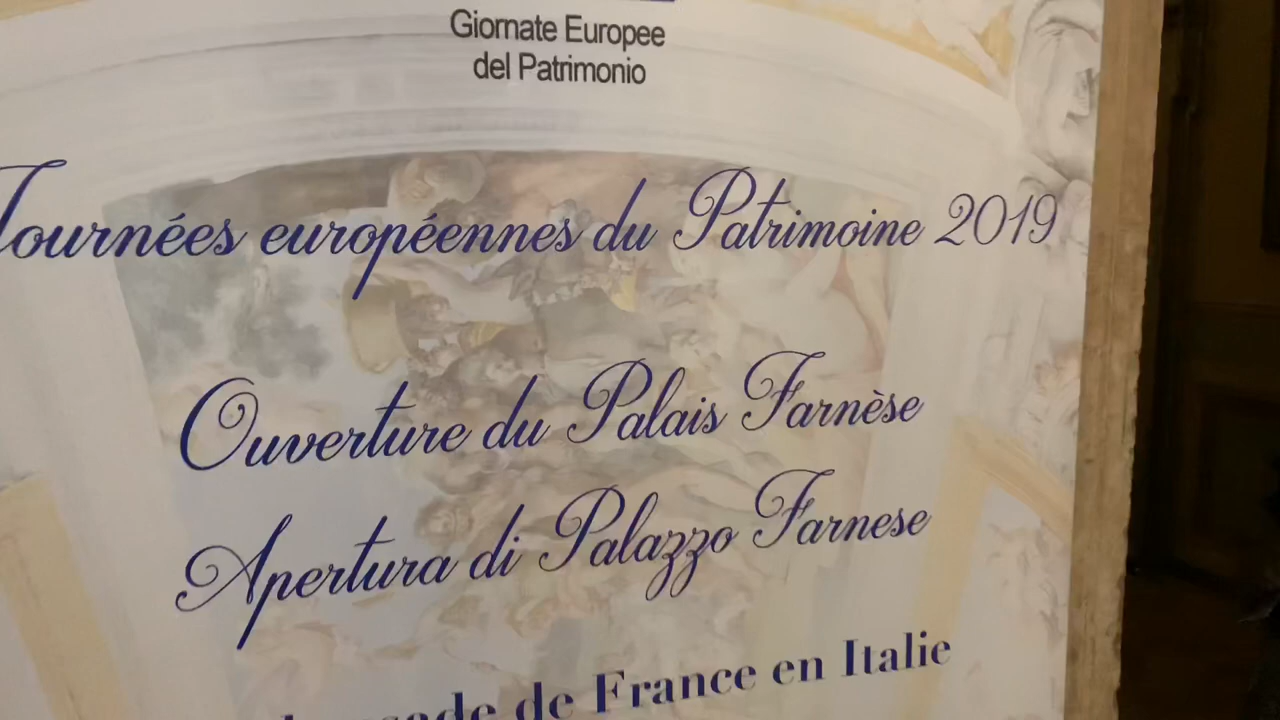 Giornate Europee
del Patrimonio
Journées européennes du Patrimoine 2019
Ouverture du Palais Farnèse
Apertura di Palazzo Farnese
de France en Italie